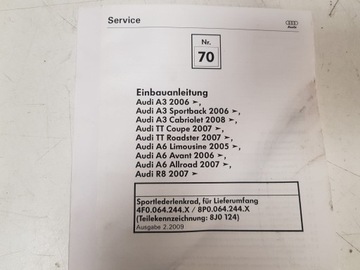 Service
Audi
Nr.
70
Einbauanleitung
Audi A3 2006 ➤,
Audi A3 Sportback 2006 ➤,
Audi A3 Cabriolet 2008 ➤,
Audi TT Coupe 2007 ➤,
Audi TT Roadster 2007 ➤,
Audi A6 Limousine 2005 ➤,
Audi A6 Avant 2006 ➤,
Audi A6 Allroad 2007 ➤,
Audi R8 2007 ➤
Sportlederlenkrad, für Lieferumfang
4F0.064.244.X / 8P0.064.244.X
(Teilekennzeichnung: 8J0 124)
Ausgabe 2.2009